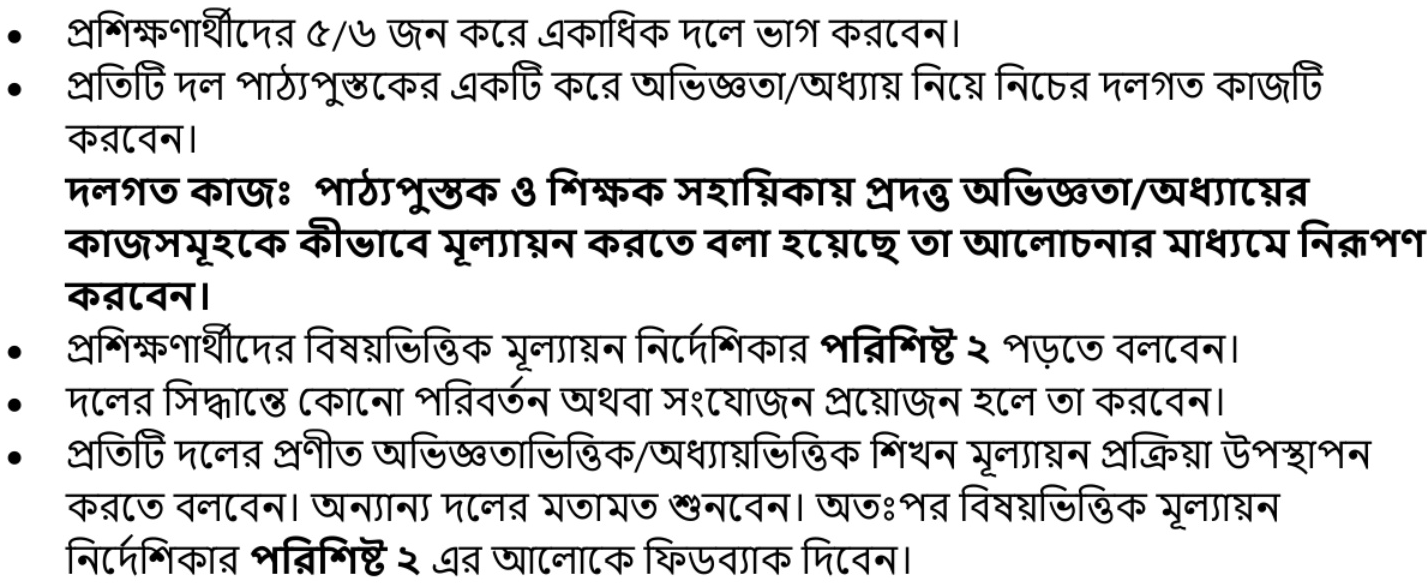 • প্রশিক্ষণার্থীদের ৫/৬ জন করে একাধিক দলে ভাগ করবেন।
• প্রতিটি দল পাঠ্যপুস্তকের একটি করে অভিজ্ঞতা/অধ্যায় নিয়ে নিচের দলগত কাজটি
করবেন।
দলগত কাজঃ পাঠ্যপুস্তক ও শিক্ষক সহায়িকায় প্রদত্ত অভিজ্ঞতা/অধ্যায়ের
কাজসমূহকে কীভাবে মূল্যায়ন করতে বলা হয়েছে তা আলোচনার মাধ্যমে নিরূপণ
করবেন।
• প্রশিক্ষণার্থীদের বিষয়ভিত্তিক মূল্যায়ন নির্দেশিকার পরিশিষ্ট ২ পড়তে বলবেন।
• দলের সিদ্ধান্তে কোনো পরিবর্তন অথবা সংযোজন প্রয়োজন হলে তা করবেন।
• প্রতিটি দলের প্রণীত অভিজ্ঞতাভিত্তিক/অধ্যায়ভিত্তিক শিখন মূল্যায়ন প্রক্রিয়া উপস্থাপন
করতে বলবেন। অন্যান্য দলের মতামত শুনবেন। অতঃপর বিষয়ভিত্তিক মূল্যায়ন
নির্দেশিকার পরিশিষ্ট ২ এর আলোকে ফিডব্যাক দিবেন।